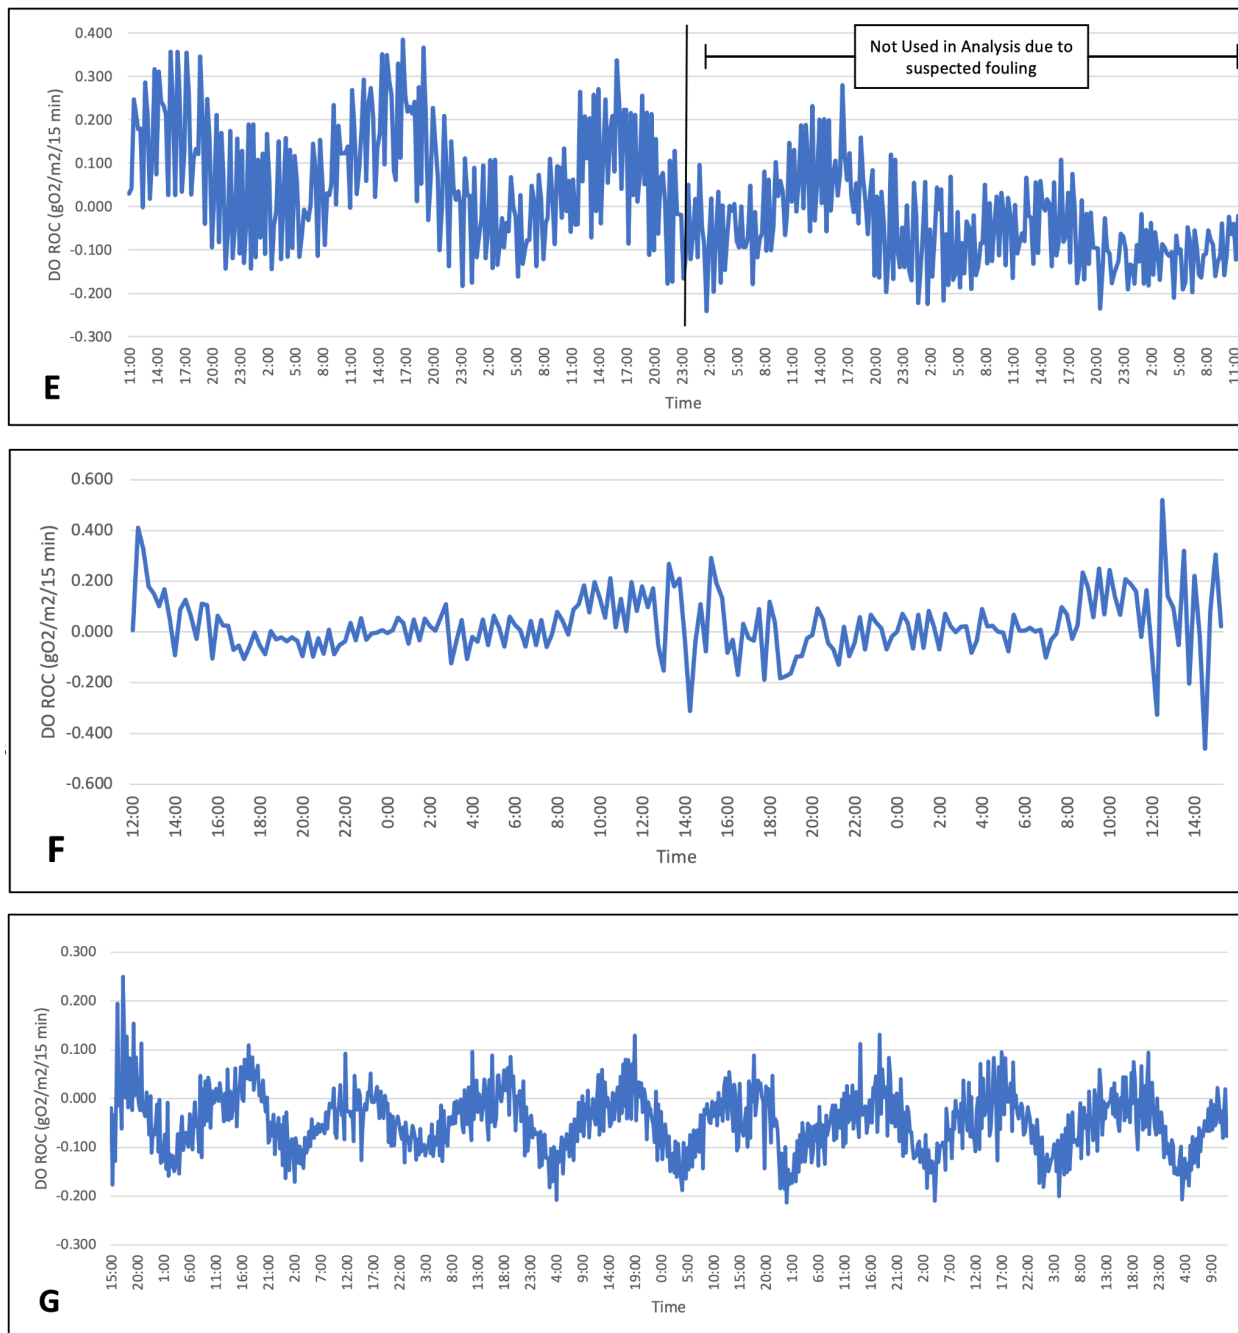 Not Used in Analysis due to
suspected fouling
DO ROC (gO2/m2/15 min)
0.400
0.300
0.200
0.100
0.000
-0.100
-0.200
-0.300
11:00 14:00 17:00 20:00 23:00 2:00 5:00 8:00 11:00 14:00 17:00 20:00 23:00 2:00 5:00 8:00 11:00 14:00 17:00 20:00 23:00 2:00 5:00 8:00 11:00 14:00 17:00 20:00 23:00 2:00 5:00 8:00 11:00 14:00 17:00 20:00 23:00 2:00 5:00 8:00 11:00
Time
E
DO ROC (gO2/m2/15 min)
0.600
0.400
0.200
0.000
-0.200
-0.400
-0.600
12:00 14:00 16:00 18:00 20:00 22:00 0:00 2:00 4:00 6:00 8:00 10:00 12:00 14:00 16:00 18:00 20:00 22:00 0:00 2:00 4:00 6:00 8:00 10:00 12:00 14:00
Time
F
DO ROC (gO2/m2/15 min)
0.300
0.200
0.100
0.000
-0.100
-0.200
-0.300
15:00 20:00 1:00 6:00 11:00 16:00 21:00 2:00 7:00 12:00 17:00 22:00 3:00 8:00 13:00 18:00 23:00 4:00 9:00 14:00 19:00 0:00 5:00 10:00 15:00 20:00 1:00 6:00 11:00 16:00 21:00 2:00 7:00 12:00 17:00 22:00 3:00 8:00 13:00 18:00 23:00 4:00 9:00
Time
G